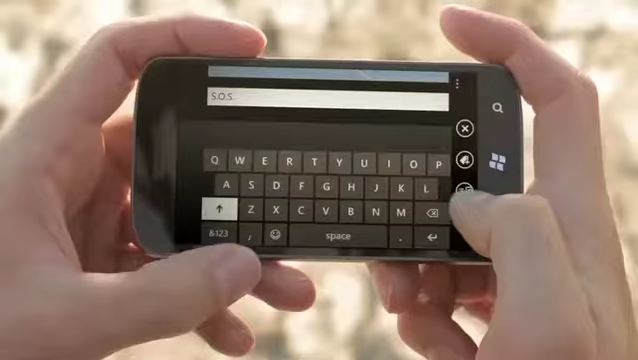 S.O.S.
Q W E R T Y U I O P
A S D F G H J K L
Z X C V B N M
&123 , space .